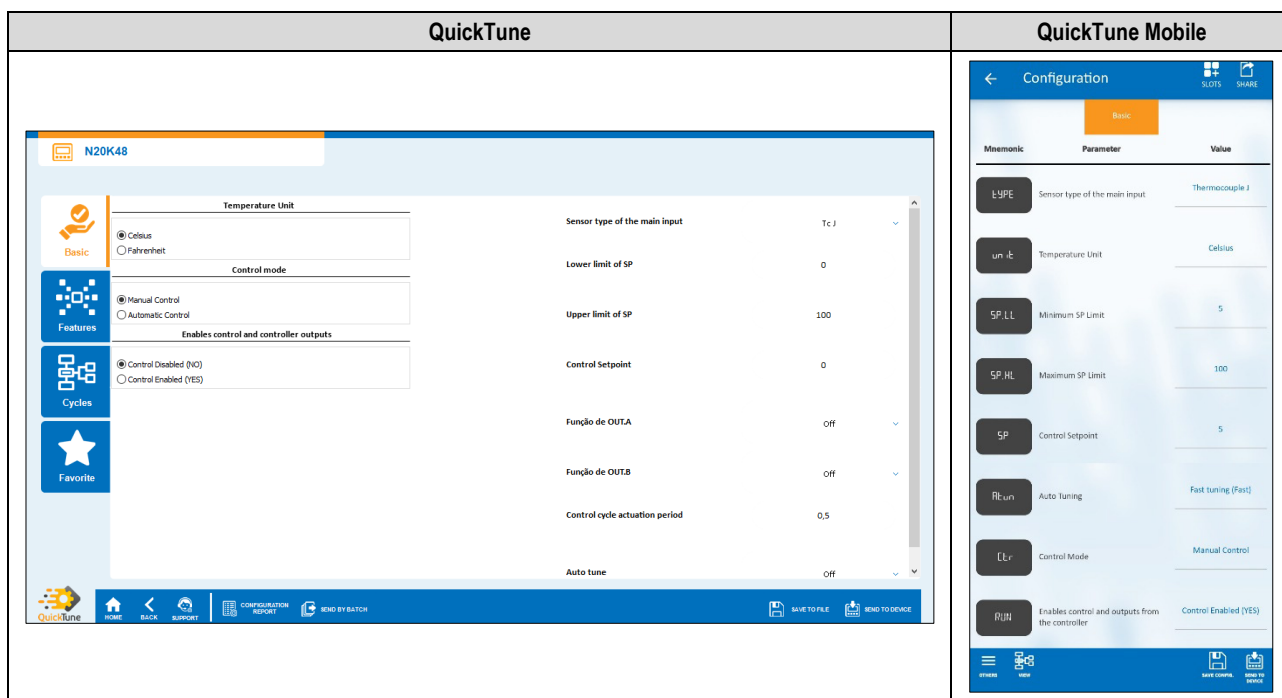 QuickTune
QuickTune Mobile
N20K48
Basic
Features
Cycles
Favorite
Temperature Unit
Celsius
Fahrenheit
Control mode
Manual Control
Automatic Control
Enables control and controller outputs
Control Disabled (NO)
Control Enabled (YES)
Sensor type of the main input Tc J
Lower limit of SP 0
Upper limit of SP 100
Control Setpoint 0
Função de OUT.A Off
Função de OUT.B Off
Control cycle actuation period 0,5
Auto tune Off
QuickTune
HOME
BACK
SUPPORT
CONFIGURATION
REPORT
SEND BY BATCH
SAVE TO FILE
SEND TO DEVICE
Configuration
SLOTS
SHARE
Basic
Mnemonic Parameter Value
tYPE Sensor type of the main input Thermocouple J
unit Temperature Unit Celsius
SP.LL Minimum SP Limit 5
SP.HL Maximum SP Limit 100
SP Control Setpoint 5
Atun Auto Tuning Fast tuning (Fast)
Ctr Control Mode Manual Control
RUN Enables control and outputs from
the controller Control Enabled (YES)
OTHERS
VIEW
SAVE CONFIG.
SEND TO
DEVICE